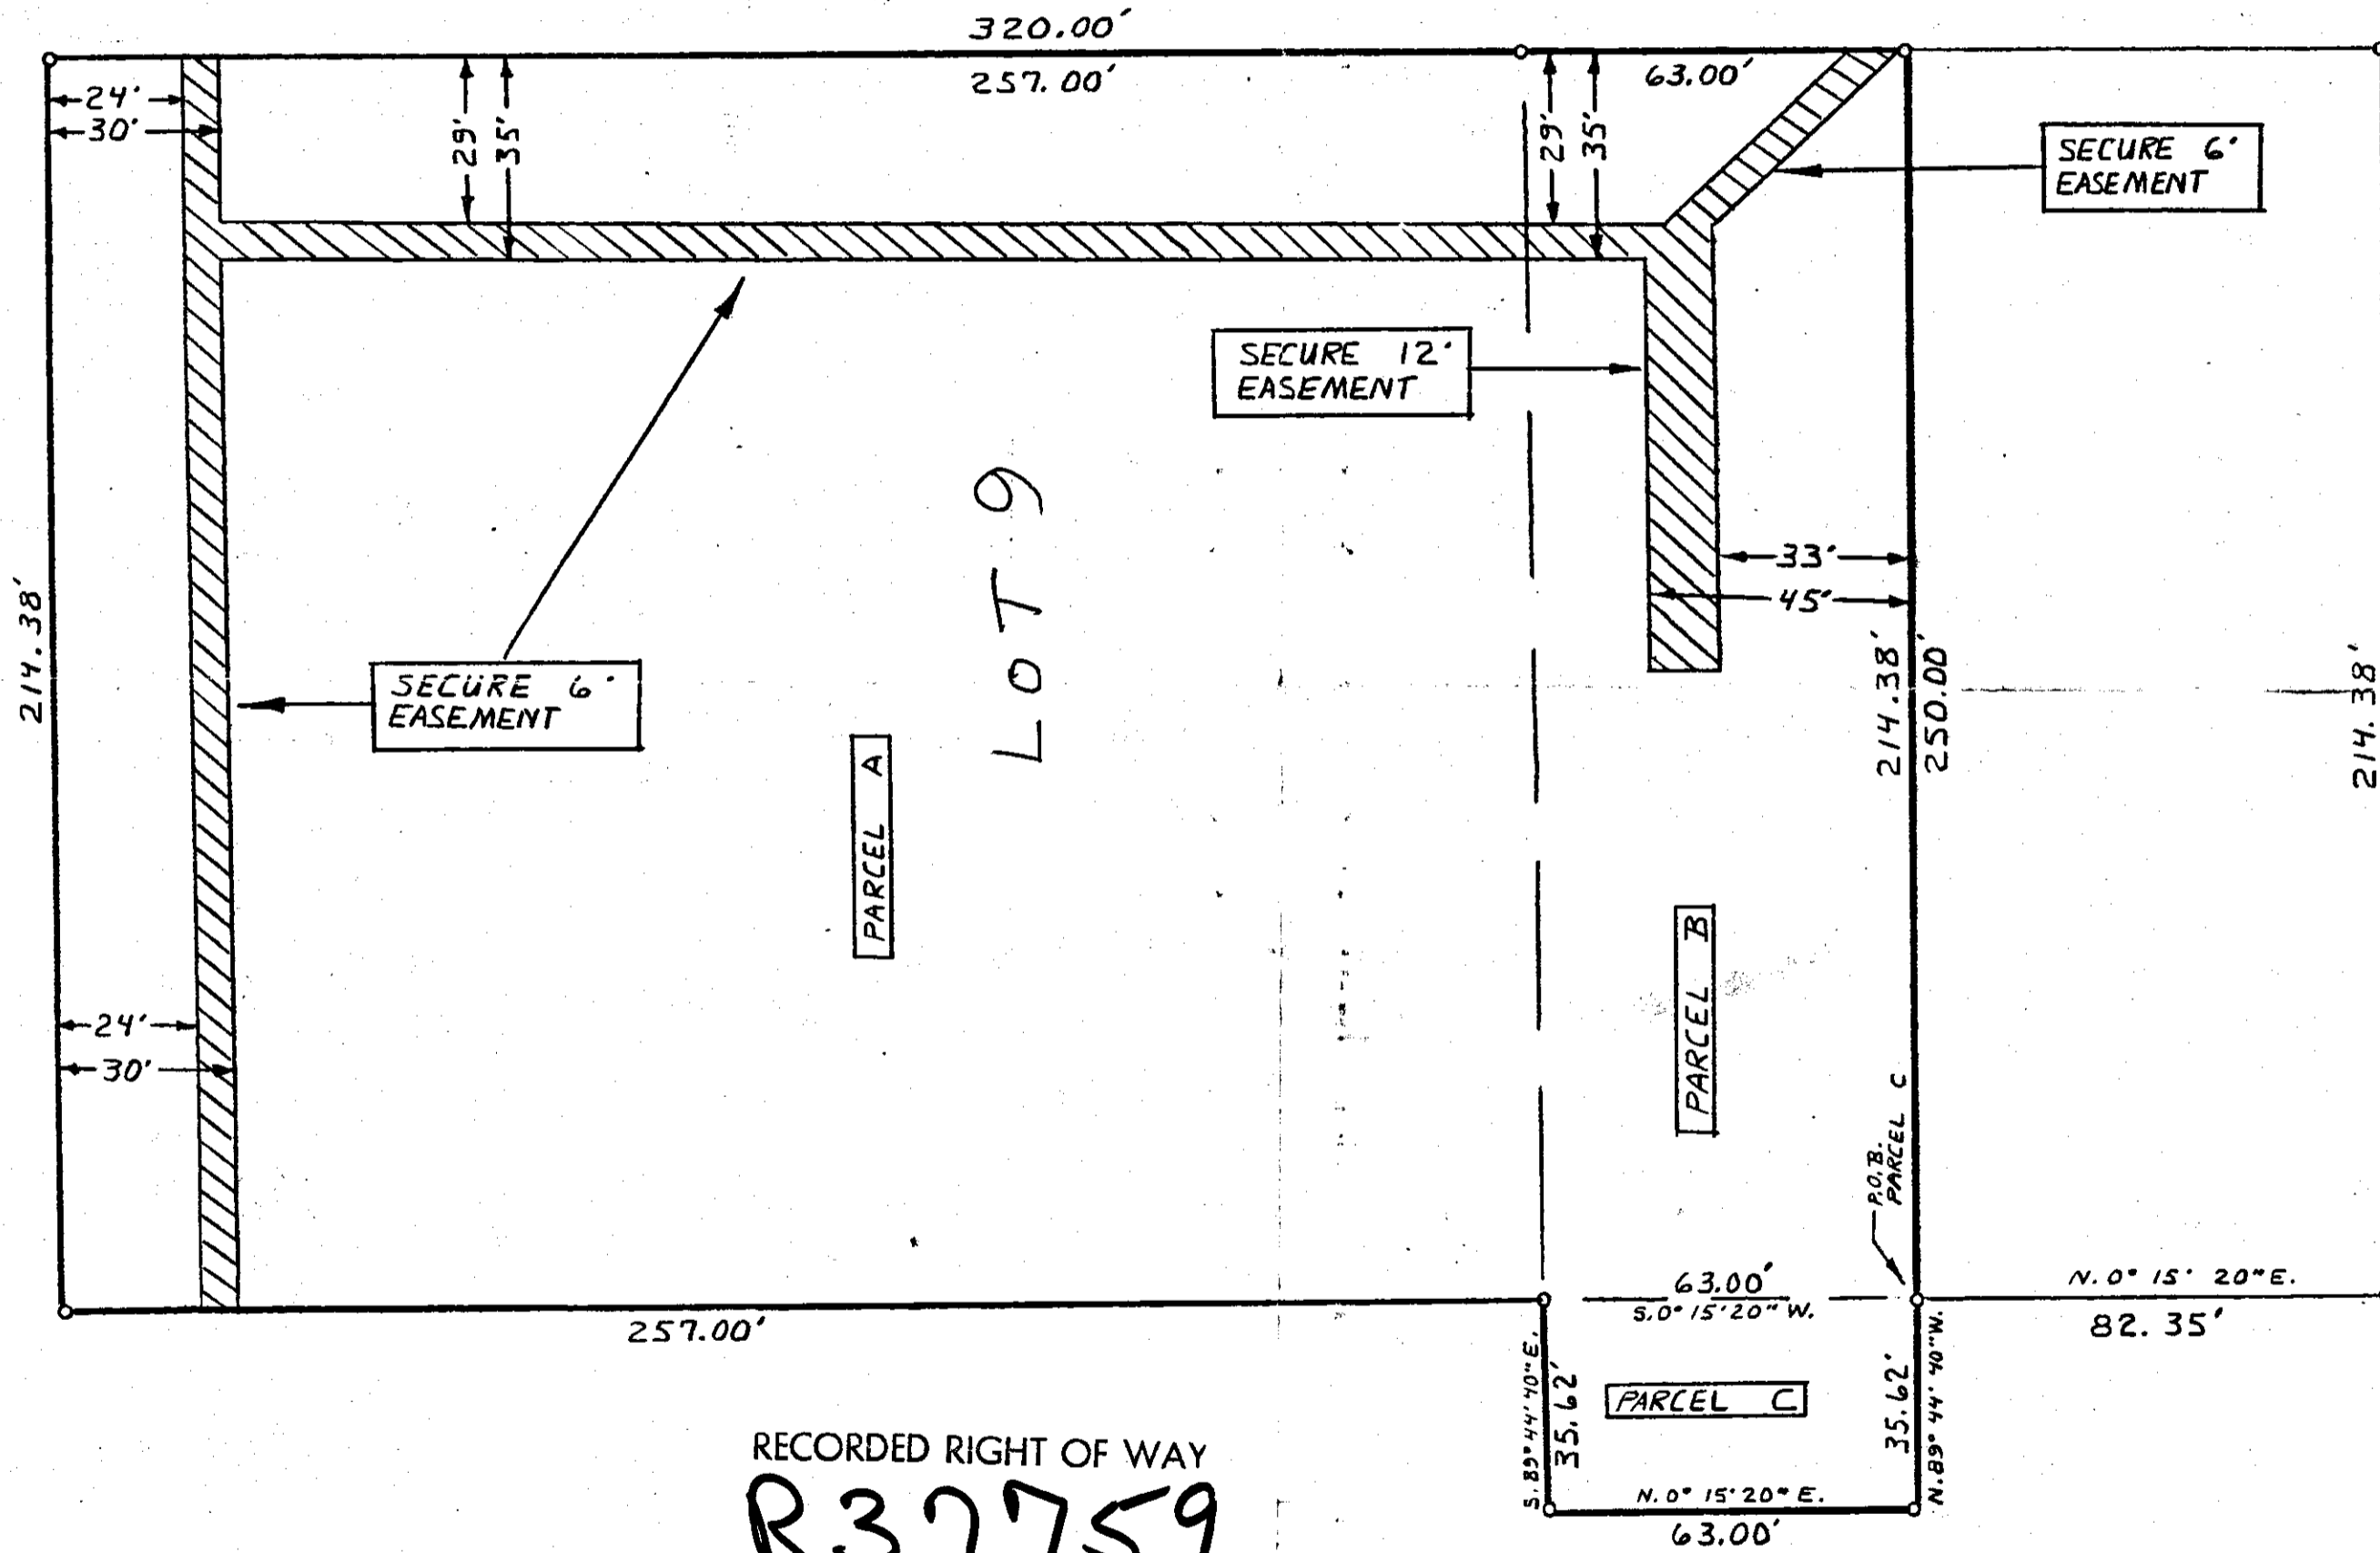 320.00'
257.00'
63.00'
24'
30'
29'
35'
29'
35'
SECURE 6'
EASEMENT
SECURE 12'
EASEMENT
LOT 9
33'
45'
214.38'
SECURE 6'
EASEMENT
214.38'
250.00'
214.38'
PARCEL A
PARCEL B
24'
30'
P.O.B.
PARCEL C
63.00'
S. 0° 15' 20" W.
N. 0° 15' 20" E.
82.35'
257.00'
S. 89° 44' 40" E.
35.62'
PARCEL C
35.62'
N. 89° 44' 40" W.
N. 0° 15' 20" E.
63.00'
RECORDED RIGHT OF WAY
R37759